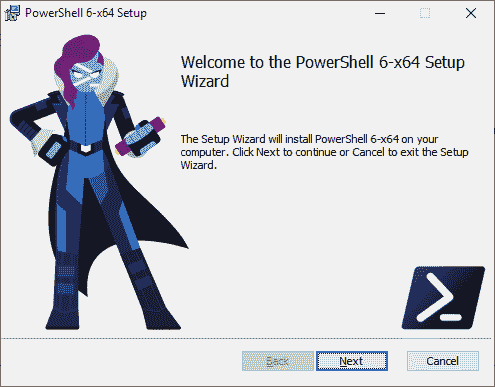 PowerShell 6-x64 Setup
Welcome to the PowerShell 6-x64 Setup
Wizard
The Setup Wizard will install PowerShell 6-x64 on your
computer. Click Next to continue or Cancel to exit the Setup
Wizard.
Back
Next
Cancel